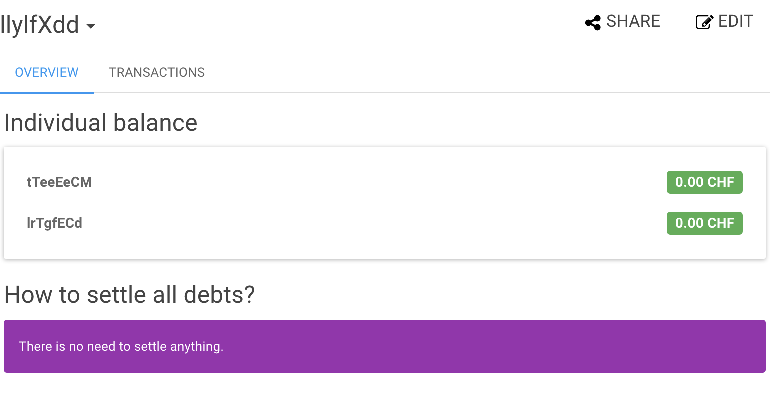 llylfXdd
SHARE
EDIT
OVERVIEW
TRANSACTIONS
Individual balance
tTeeEeCM
0.00 CHF
lrTgfECd
0.00 CHF
How to settle all debts?
There is no need to settle anything.